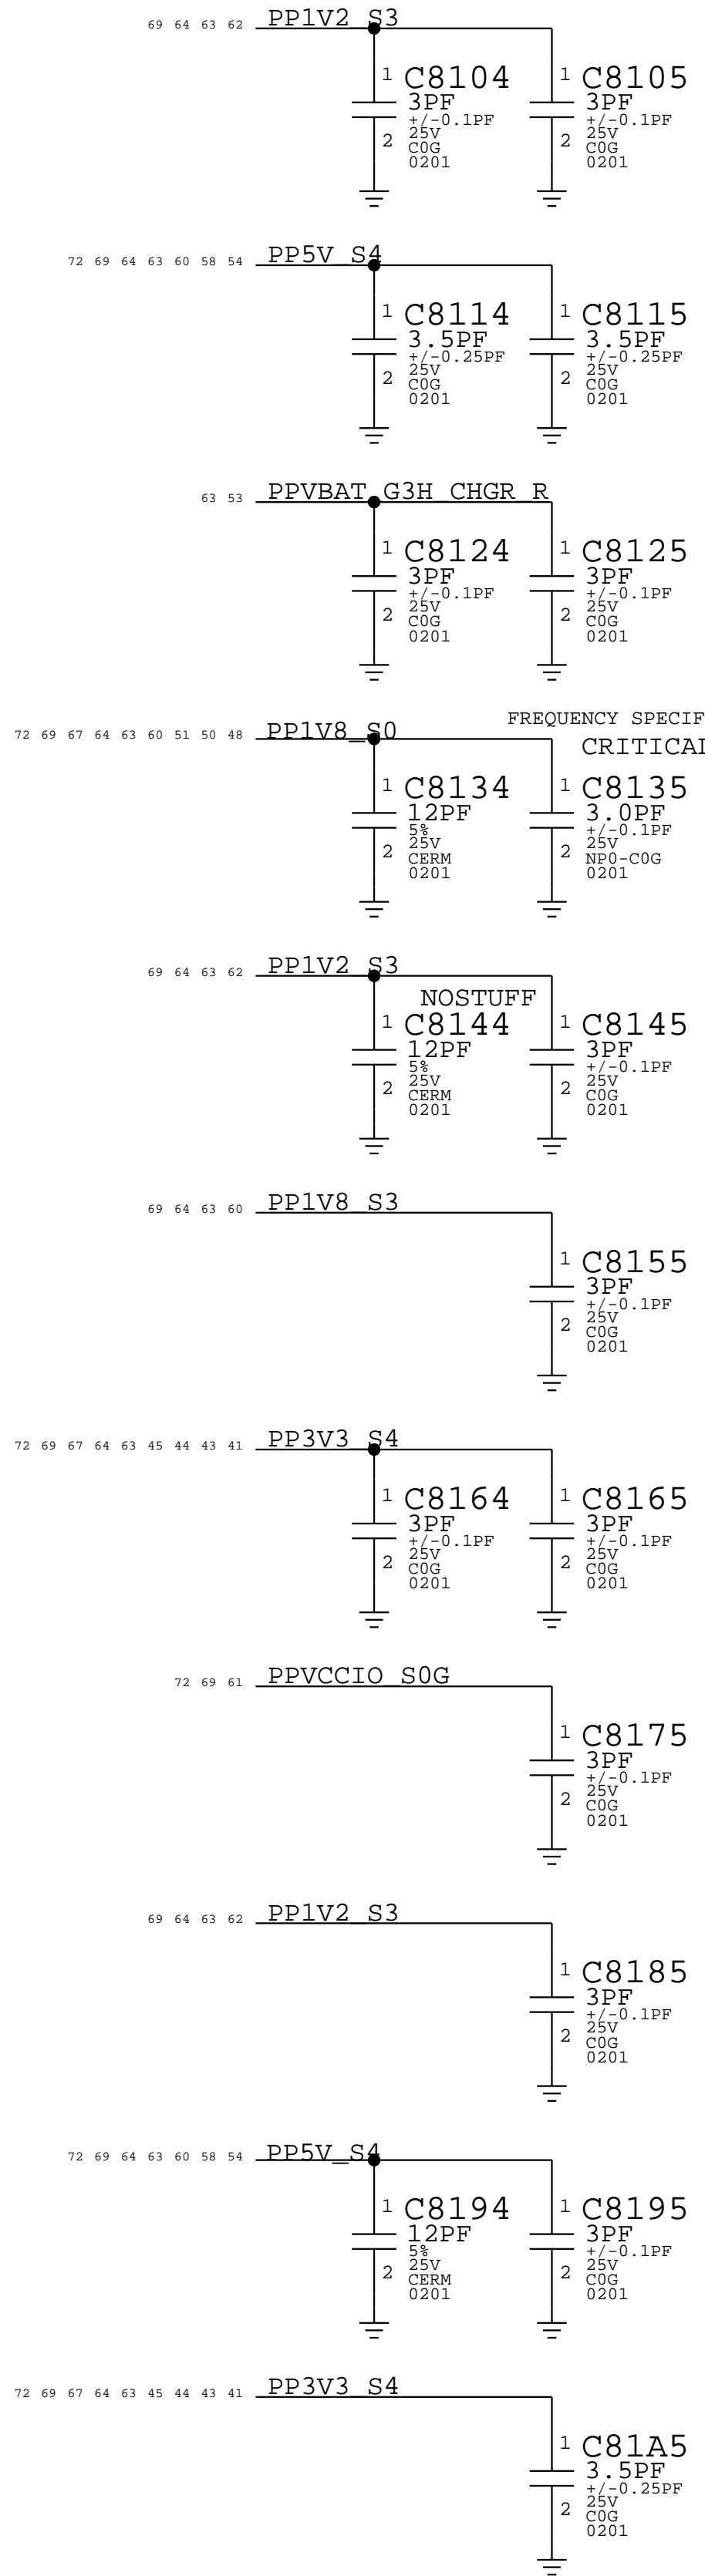 69 64 63 62 PP1V2_S3
1 C8104 1 C8105
3PF 3PF
+/-0.1PF +/-0.1PF
2 25V 2 25V
C0G C0G
0201 0201
72 69 64 63 60 58 54 PP5V_S4
1 C8114 1 C8115
3.5PF 3.5PF
+/-0.25PF +/-0.25PF
2 25V 2 25V
C0G C0G
0201 0201
63 53 PPVBAT_G3H_CHGR_R
1 C8124 1 C8125
3PF 3PF
+/-0.1PF +/-0.1PF
2 25V 2 25V
C0G C0G
0201 0201
FREQUENCY SPECIF
72 69 67 64 63 60 51 50 48 PP1V8_S0
CRITICAL
1 C8134 1 C8135
12PF 3.0PF
5% +/-0.1PF
2 25V 2 25V
CERM NP0-C0G
0201 0201
69 64 63 62 PP1V2_S3
NOSTUFF
1 C8144 1 C8145
12PF 3PF
5% +/-0.1PF
2 25V 2 25V
CERM C0G
0201 0201
69 64 63 60 PP1V8_S3
1 C8155
3PF
+/-0.1PF
2 25V
C0G
0201
72 69 67 64 63 45 44 43 41 PP3V3_S4
1 C8164 1 C8165
3PF 3PF
+/-0.1PF +/-0.1PF
2 25V 2 25V
C0G C0G
0201 0201
72 69 61 PPVCCIO_S0G
1 C8175
3PF
+/-0.1PF
2 25V
C0G
0201
69 64 63 62 PP1V2_S3
1 C8185
3PF
+/-0.1PF
2 25V
C0G
0201
72 69 64 63 60 58 54 PP5V_S4
1 C8194 1 C8195
12PF 3PF
5% +/-0.1PF
2 25V 2 25V
CERM C0G
0201 0201
72 69 67 64 63 45 44 43 41 PP3V3_S4
1 C81A5
3.5PF
+/-0.25PF
2 25V
C0G
0201